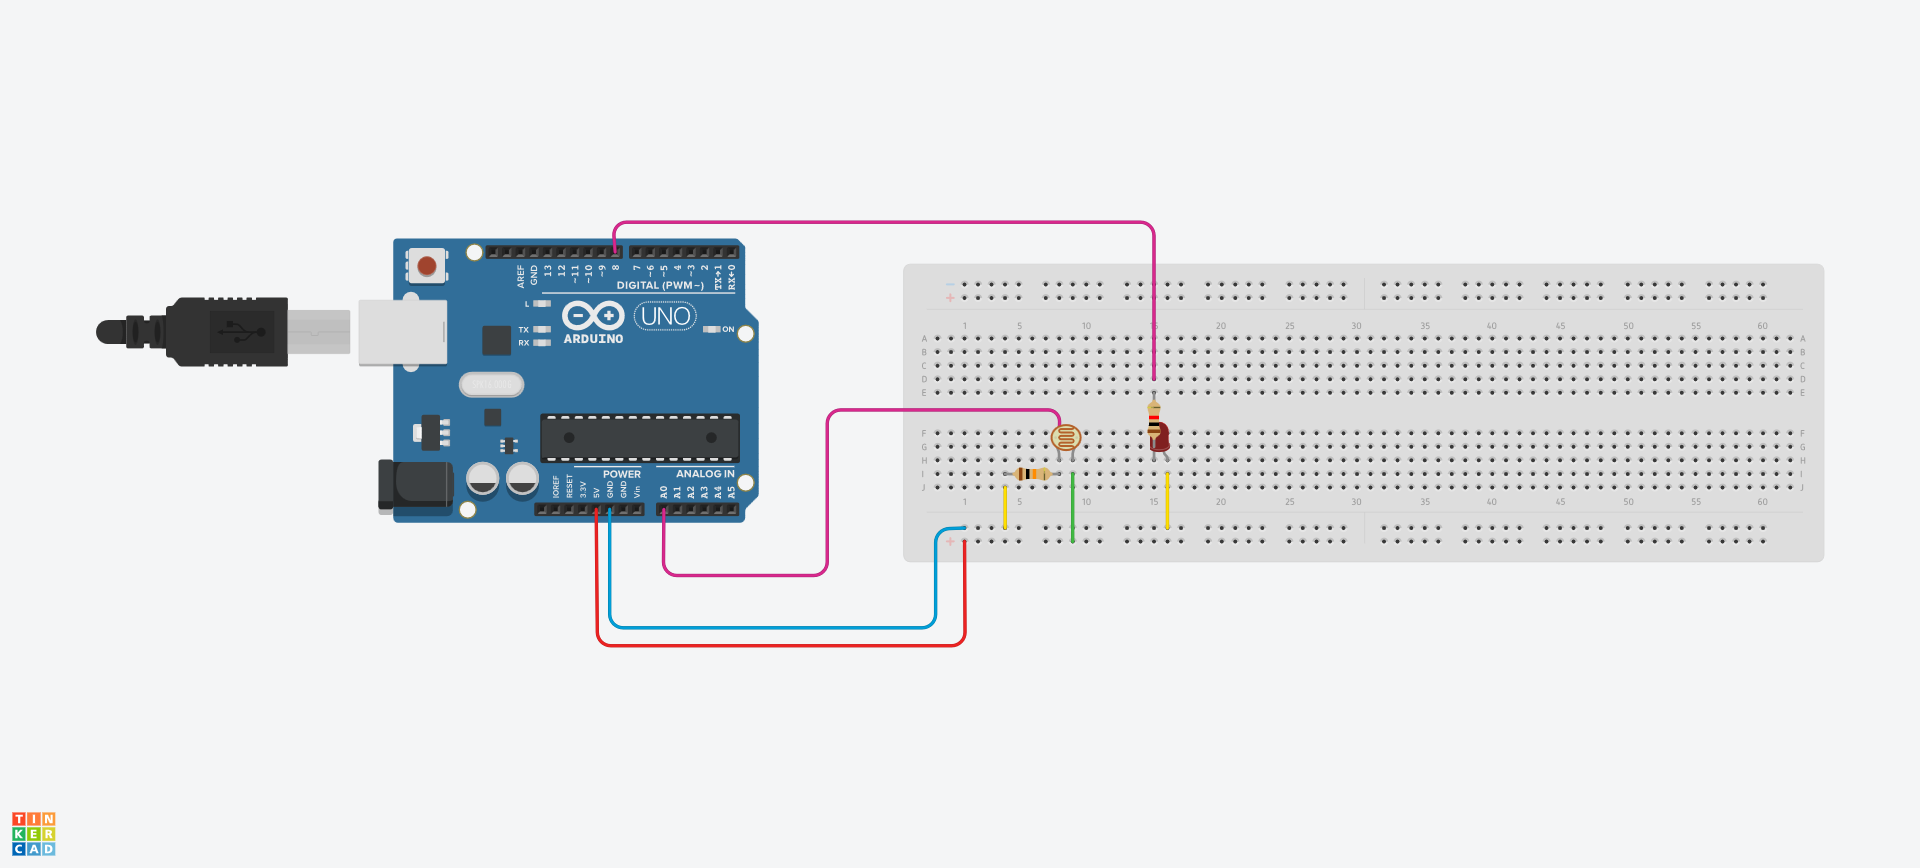 AREF
GND
13
12
~11
~10
~9
8
7
~6
~5
4
~3
2
TX→1
RX←0
DIGITAL (PWM~)
L
TX
RX
ARDUINO
UNO
ON
POWER
ANALOG IN
IOREF
RESET
3.3V
5V
GND
GND
Vin
A0
A1
A2
A3
A4
A5
− +
1 5 10 15 20 25 30 35 40 45 50 55 60
A A
B B
C C
D D
E E
F F
G G
H H
I I
J J
1 5 10 15 20 25 30 35 40 45 50 55 60
+
TIN
KER
CAD